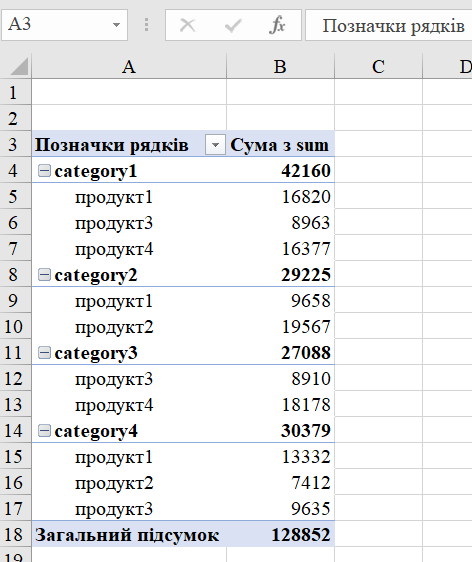 A3 fx Позначки рядків
A B C D
1
2
3 Позначки рядків Сума з sum
4 category1 42160
5 продукт1 16820
6 продукт3 8963
7 продукт4 16377
8 category2 29225
9 продукт1 9658
10 продукт2 19567
11 category3 27088
12 продукт3 8910
13 продукт4 18178
14 category4 30379
15 продукт1 13332
16 продукт2 7412
17 продукт3 9635
18 Загальний підсумок 128852
19